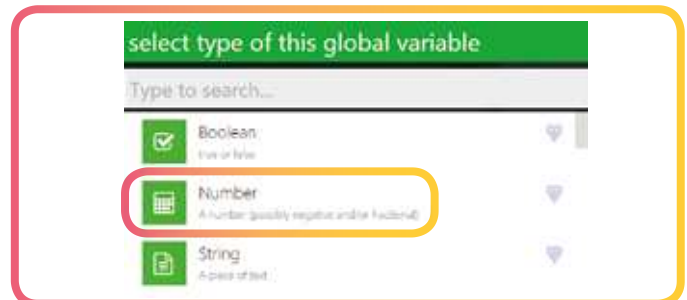 select type of this global variable
Type to search...
Boolean
true or false
Number
A number (possibly negative and/or fractional)
String
A piece of text